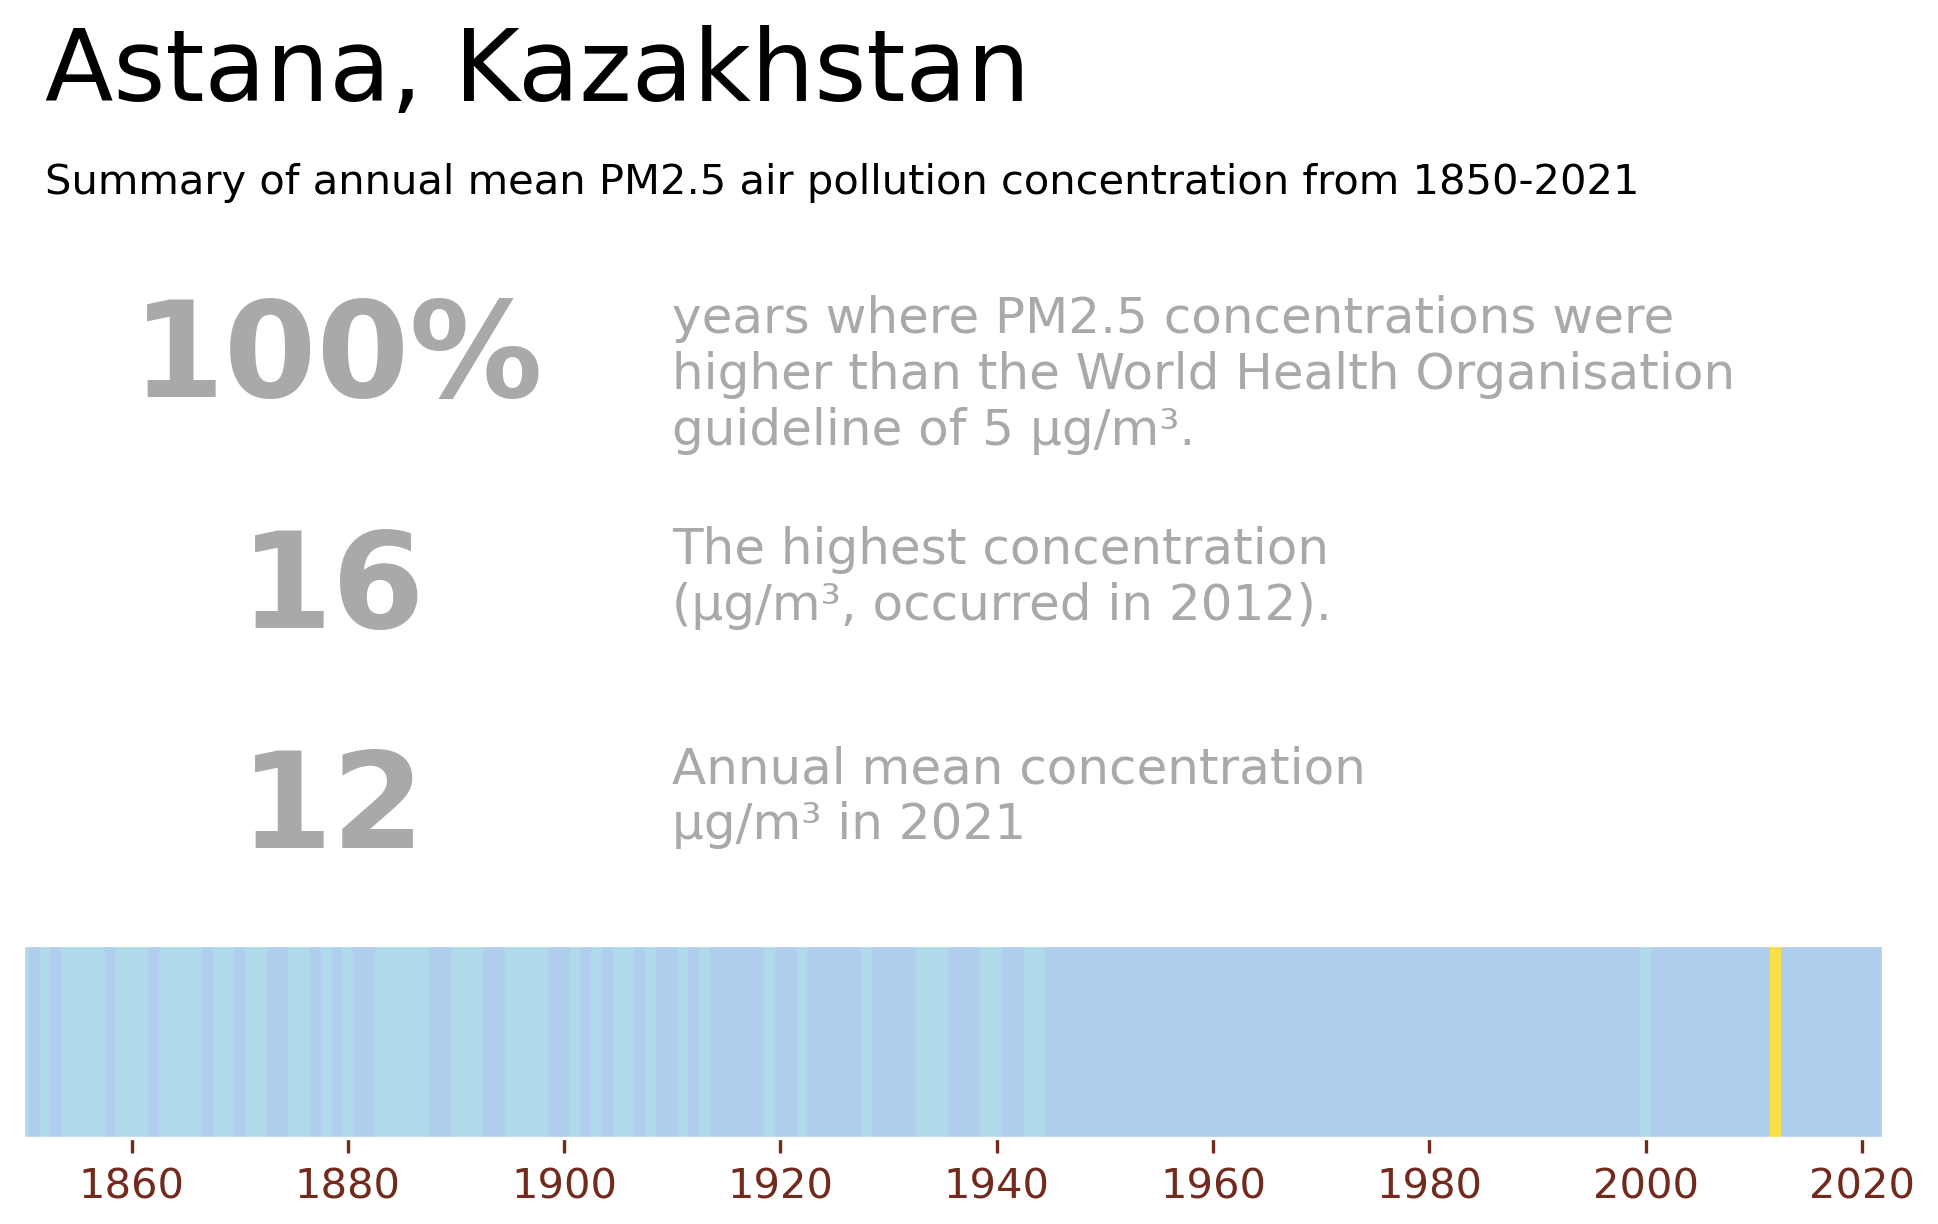 Astana, Kazakhstan
Summary of annual mean PM2.5 air pollution concentration from 1850-2021
100%
years where PM2.5 concentrations were
higher than the World Health Organisation
guideline of 5 µg/m³.
16
The highest concentration
(µg/m³, occurred in 2012).
12
Annual mean concentration
µg/m³ in 2021
1860 1880 1900 1920 1940 1960 1980 2000 2020